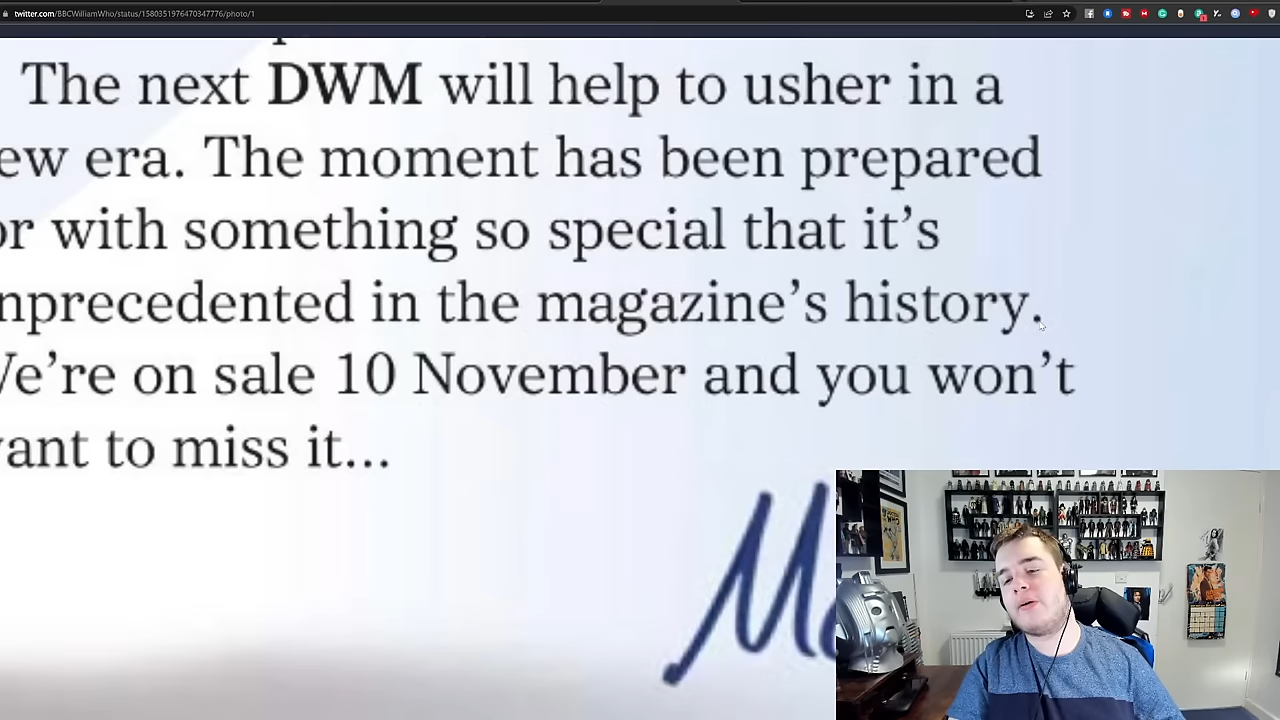 twitter.com/BBCWilliamWho/status/1580351976470347776/photo/1
The next DWM will help to usher in a
ew era. The moment has been prepared
or with something so special that it’s
nprecedented in the magazine’s history.
We’re on sale 10 November and you won’t
ant to miss it...